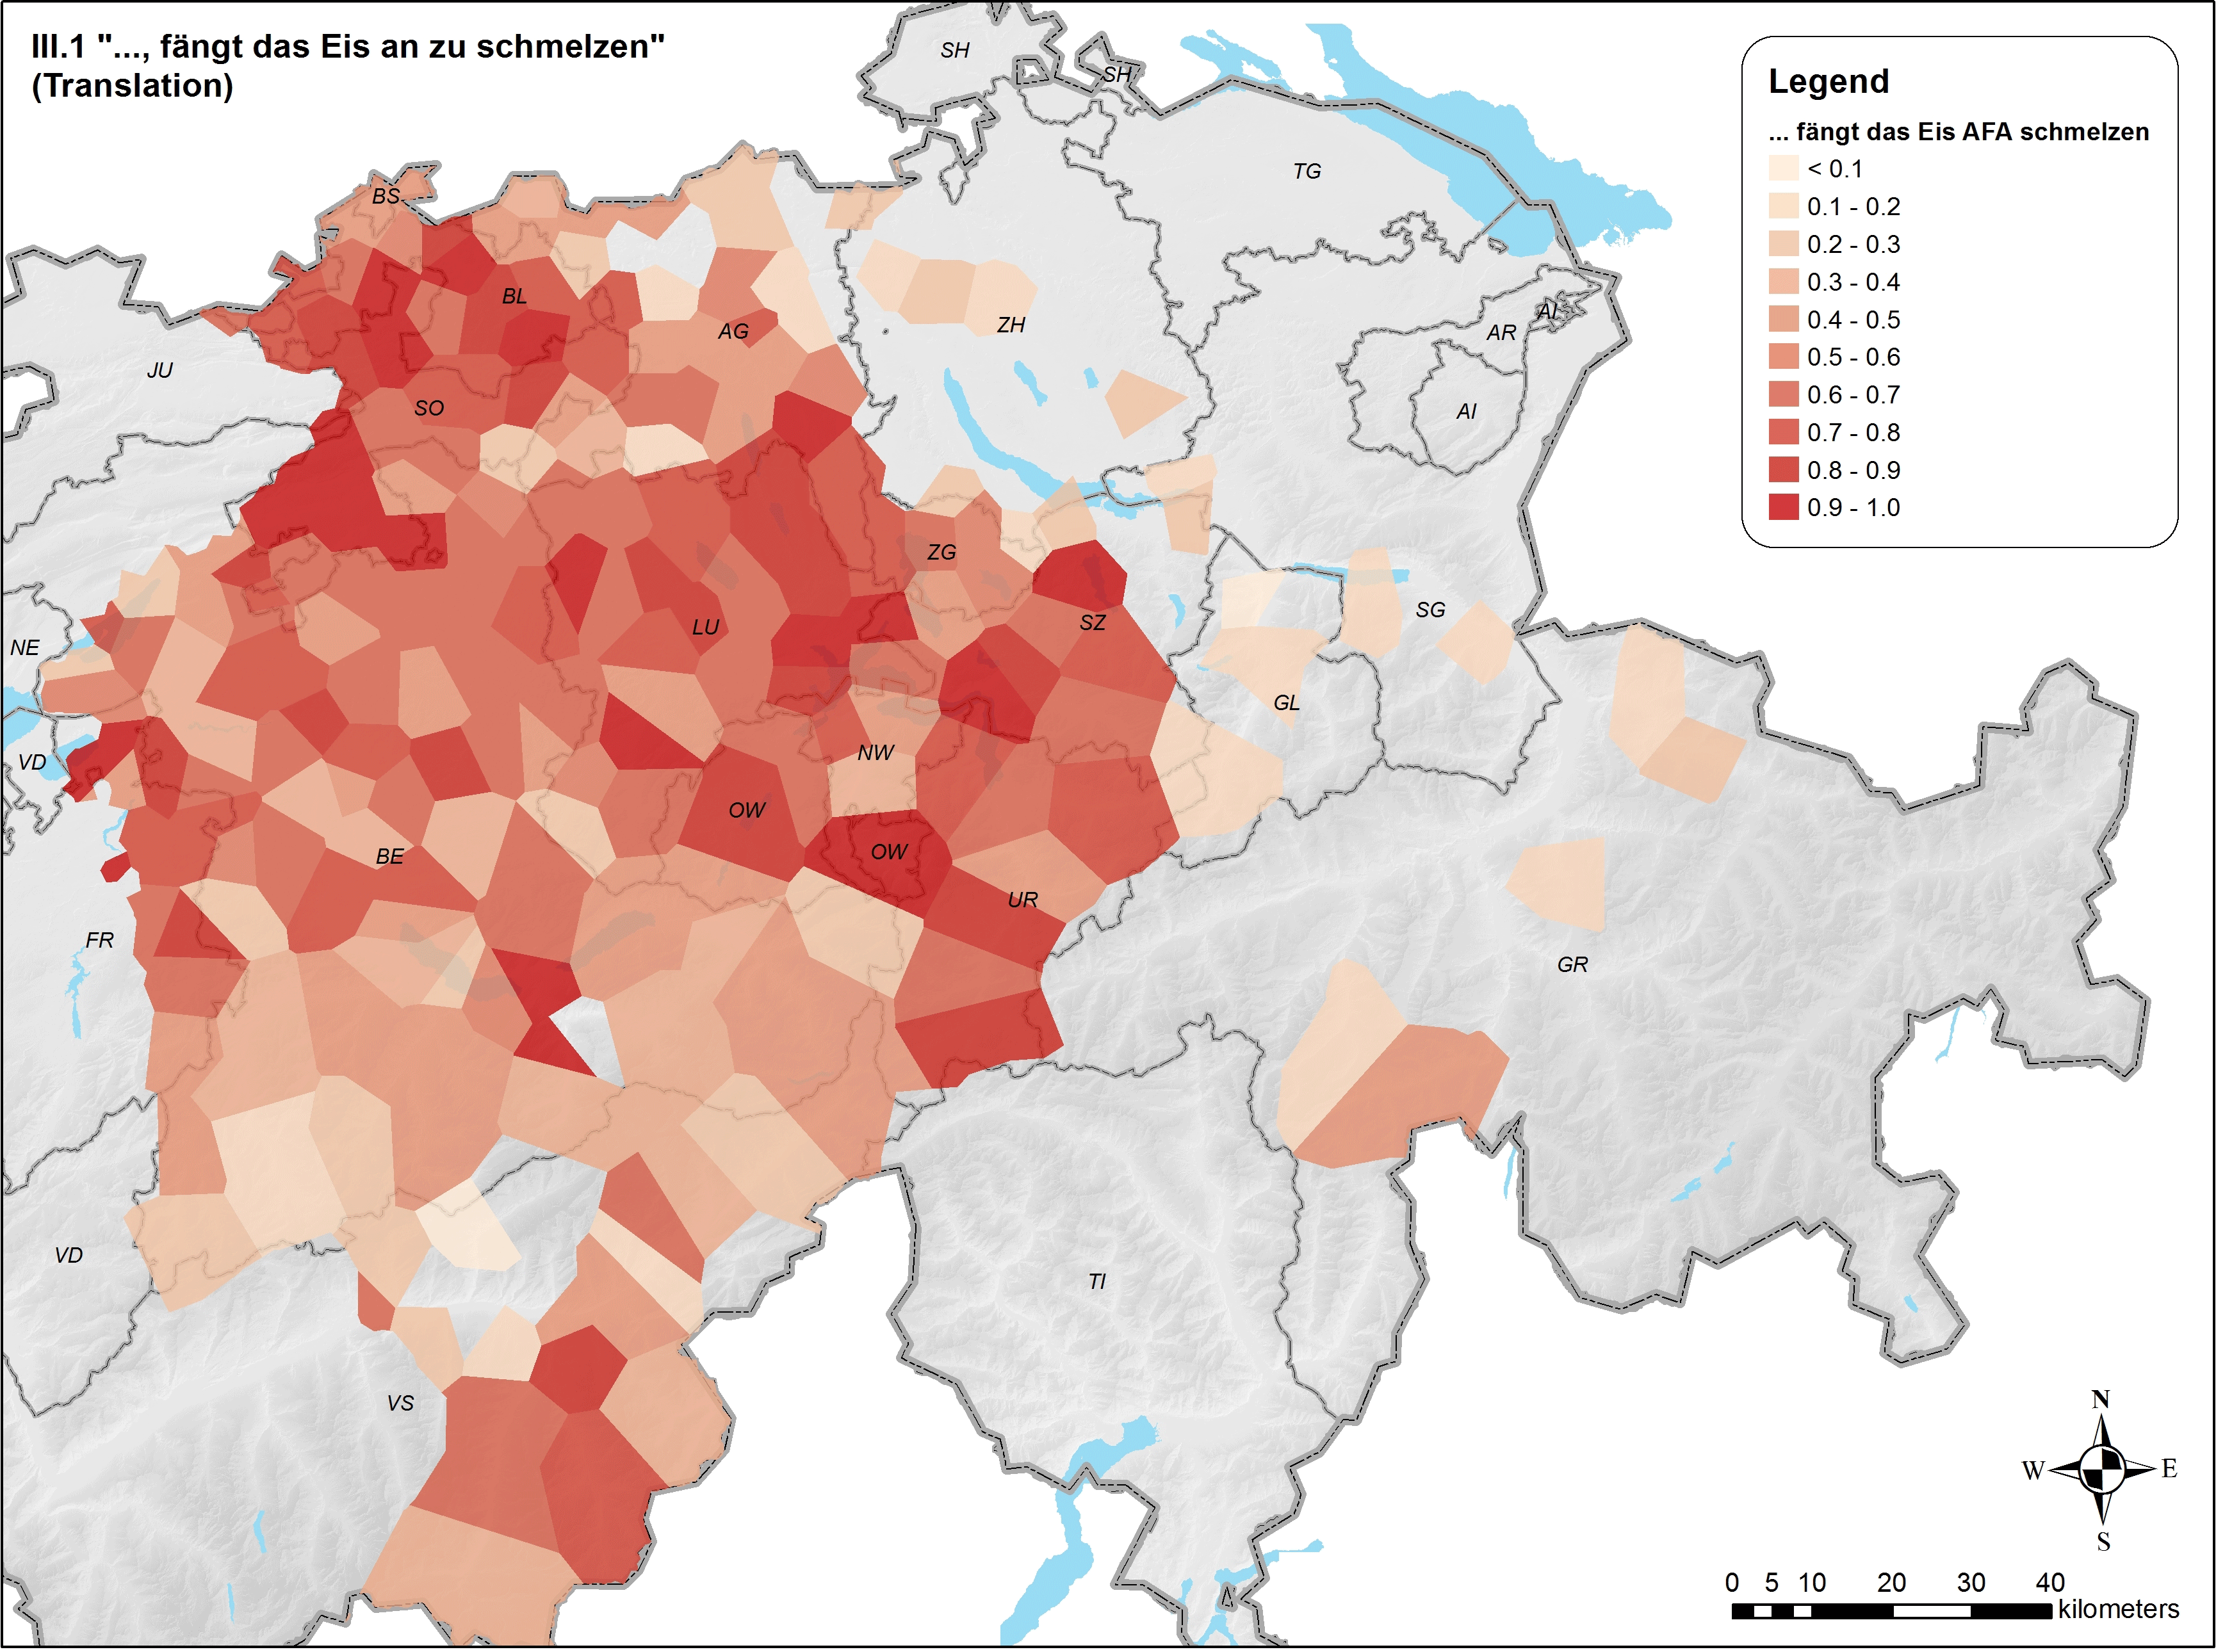 III.1 "..., fängt das Eis an zu schmelzen"
(Translation)
Legend
... fängt das Eis AFA schmelzen
< 0.1
0.1 - 0.2
0.2 - 0.3
0.3 - 0.4
0.4 - 0.5
0.5 - 0.6
0.6 - 0.7
0.7 - 0.8
0.8 - 0.9
0.9 - 1.0
SH
SH
TG
BS
BL
AG
ZH
AI
AR
JU
SO
AI
ZG
LU
SZ
SG
NE
GL
VD
NW
OW
OW
BE
UR
FR
GR
VD
TI
VS
N
W
E
S
0 5 10 20 30 40
kilometers